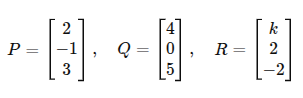 P = [2 −1 3], Q = [4 0 5], R = [k 2 −2]